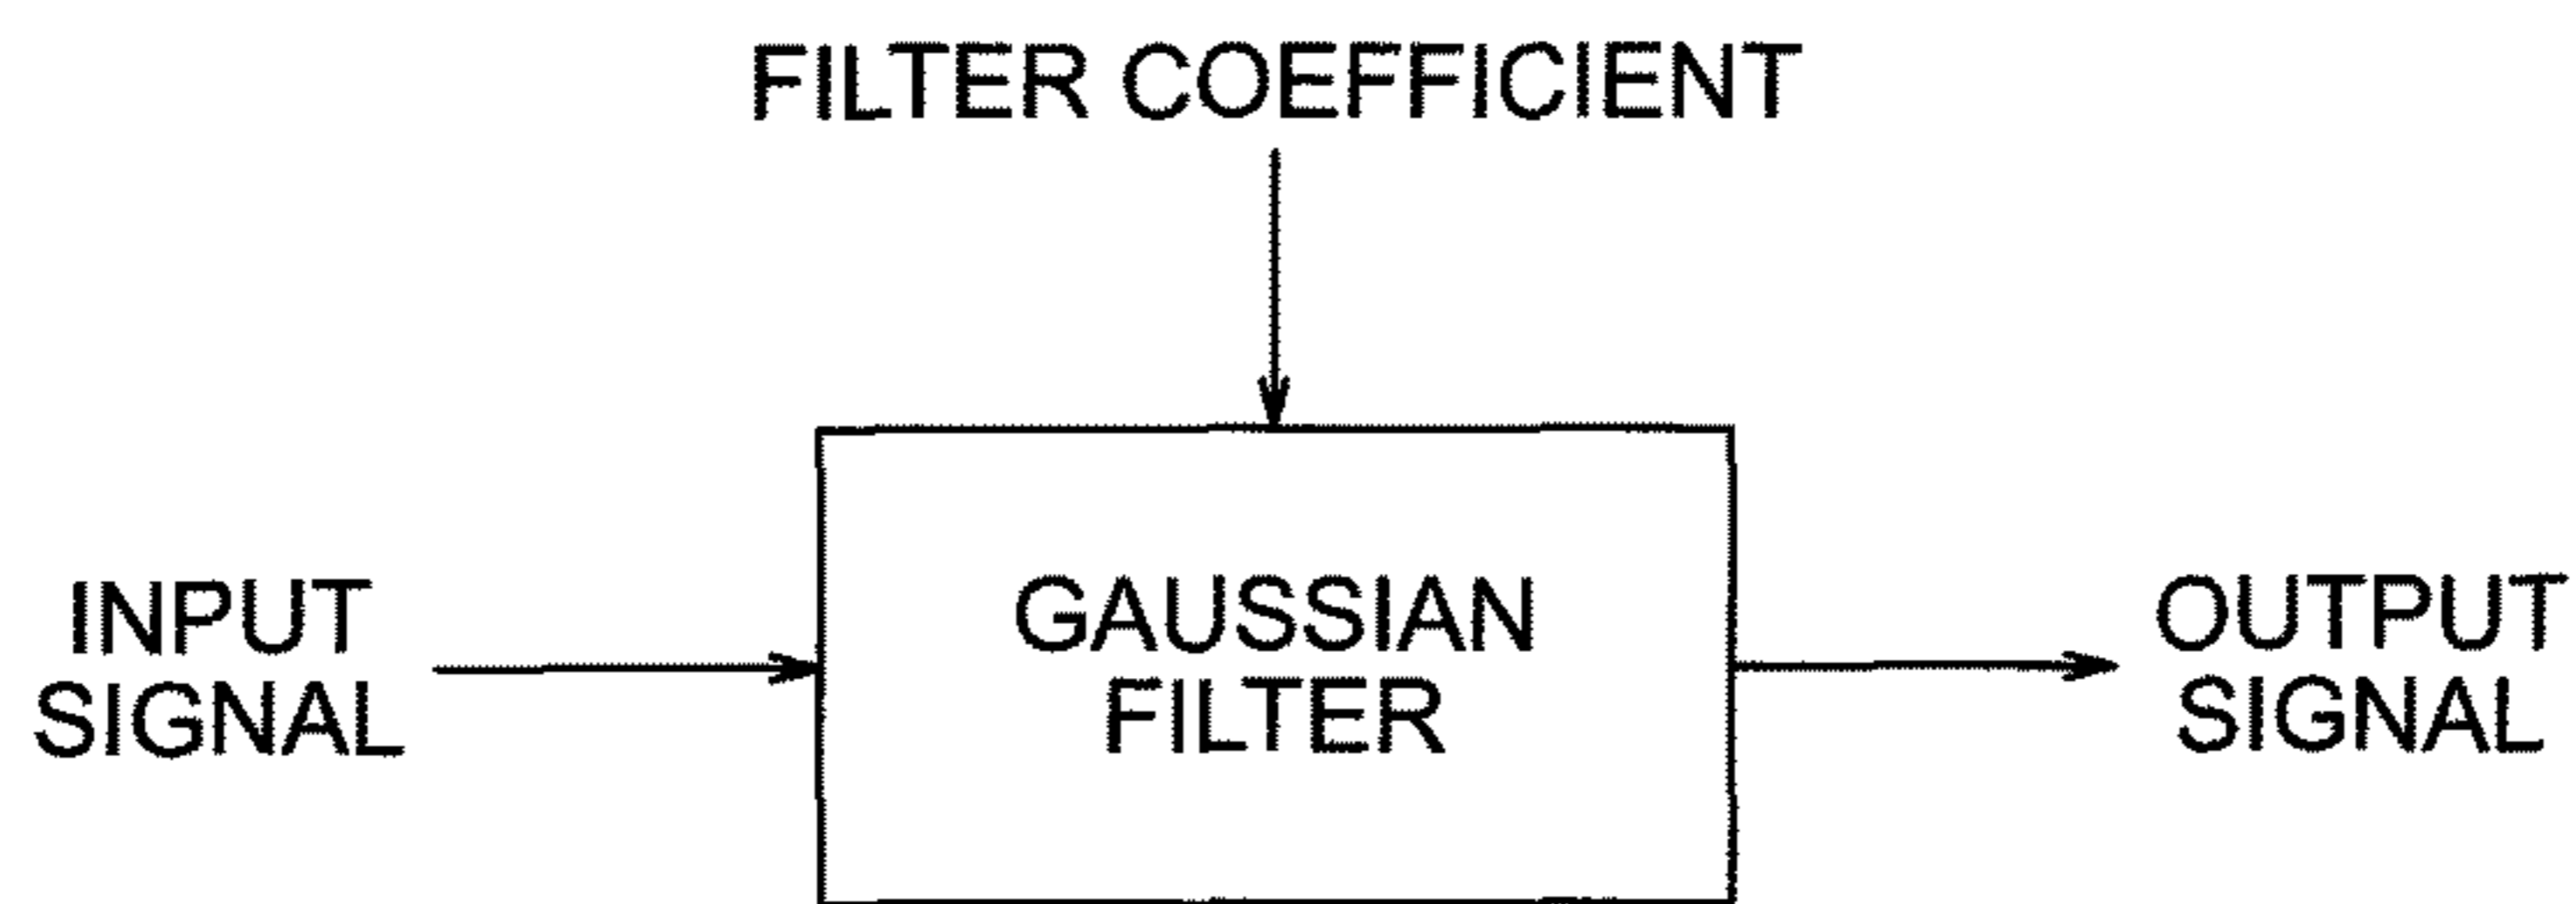 FILTER COEFFICIENT
INPUT
SIGNAL
GAUSSIAN
FILTER
OUTPUT
SIGNAL